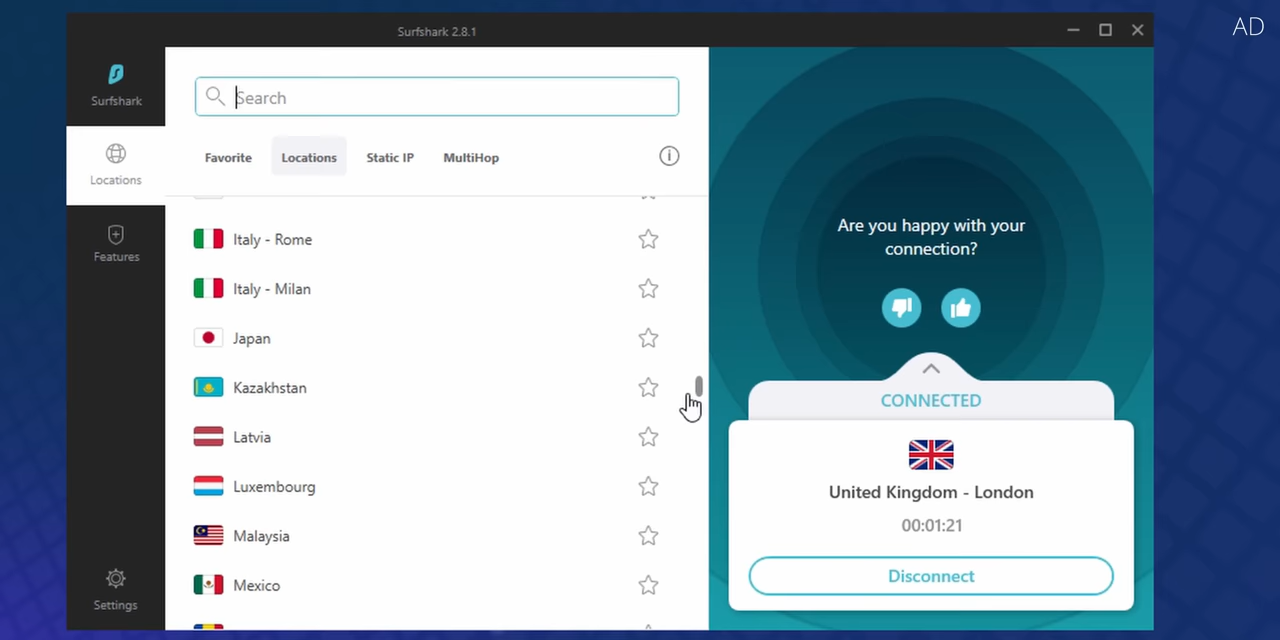 AD
Surfshark 2.8.1
Surfshark
Locations
Features
Settings
Search
Favorite
Locations
Static IP
MultiHop
Italy - Rome
Italy - Milan
Japan
Kazakhstan
Latvia
Luxembourg
Malaysia
Mexico
Are you happy with your
connection?
CONNECTED
United Kingdom - London
00:01:21
Disconnect